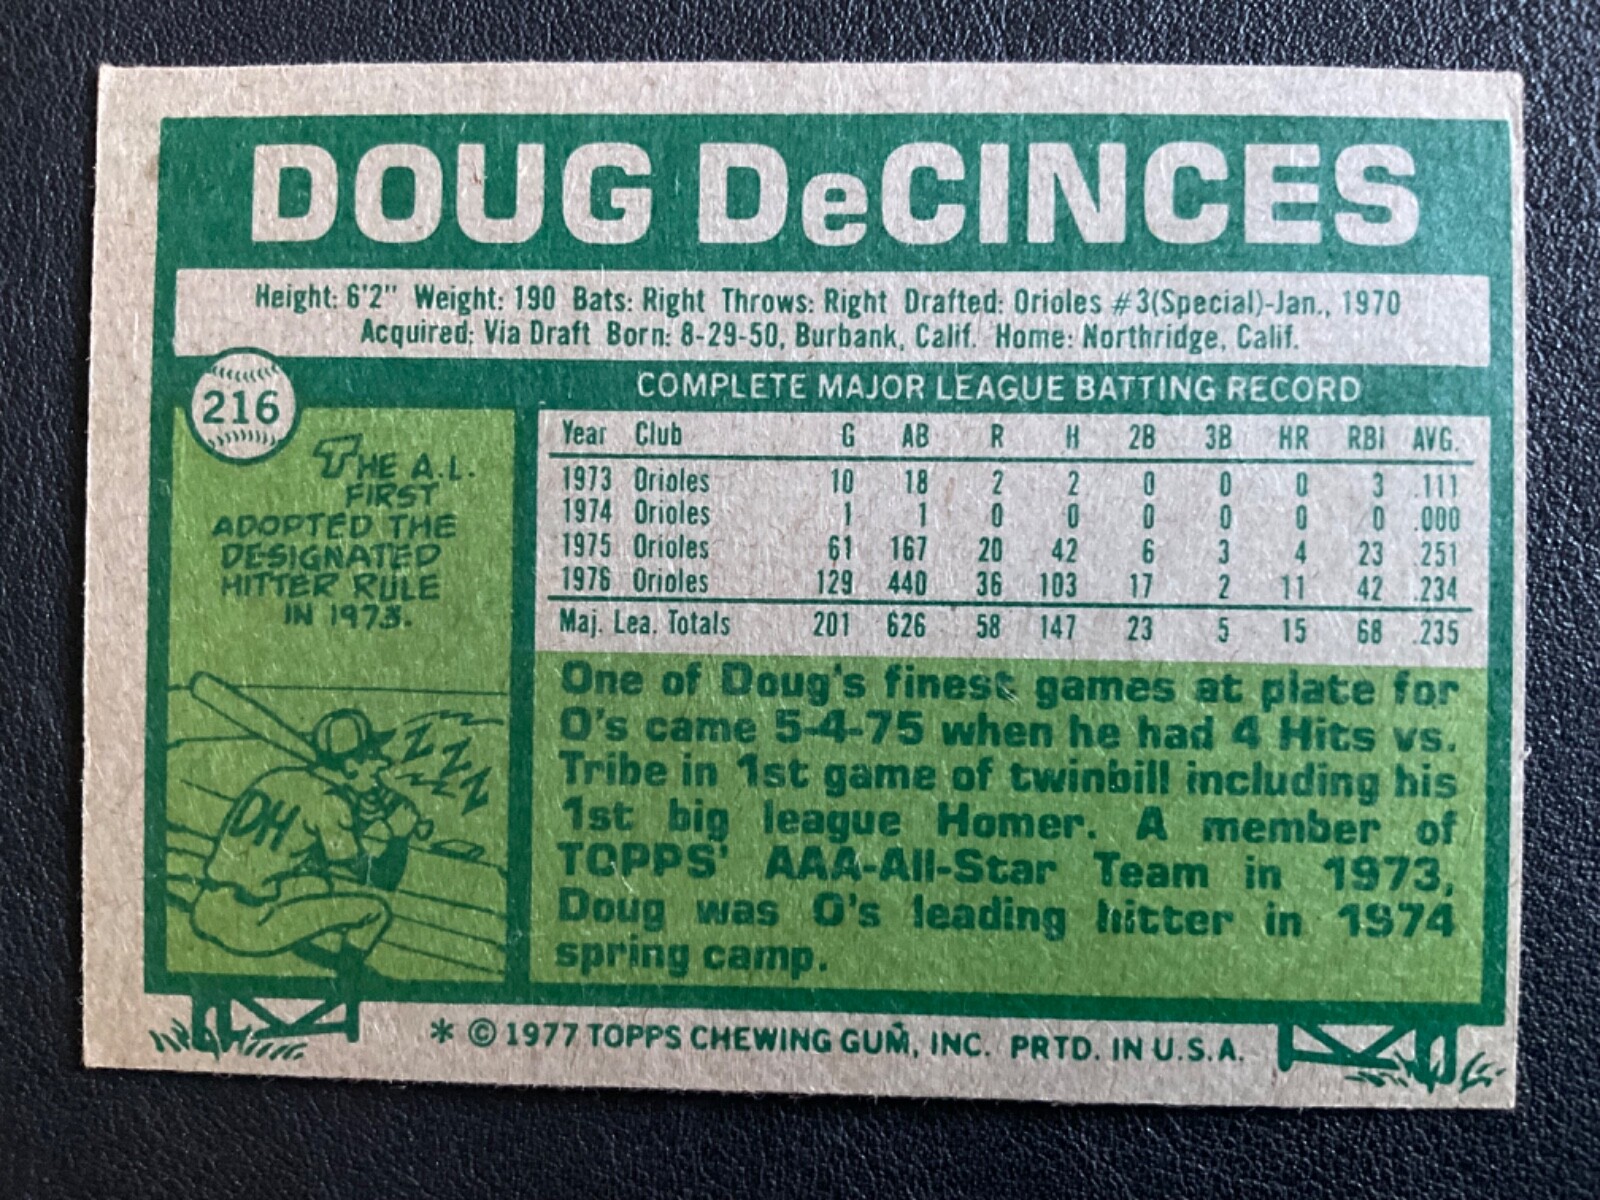 DOUG DeCINCES
Height: 6'2" Weight: 190 Bats: Right Throws: Right Drafted: Orioles #3(Special)-Jan., 1970
Acquired: Via Draft Born: 8-29-50, Burbank, Calif. Home: Northridge, Calif.
216
THE A.L.
FIRST
ADOPTED THE
DESIGNATED
HITTER RULE
IN 1973.
ZZZZ
DH
COMPLETE MAJOR LEAGUE BATTING RECORD
Year Club G AB R H 2B 3B HR RBI AVG.
1973 Orioles 10 18 2 2 0 0 0 3 .111
1974 Orioles 1 1 0 0 0 0 0 0 .000
1975 Orioles 61 167 20 42 6 3 4 23 .251
1976 Orioles 129 440 36 103 17 2 11 42 .234
Maj. Lea. Totals 201 626 58 147 23 5 15 68 .235
One of Doug's finest games at plate for
O's came 5-4-75 when he had 4 Hits vs.
Tribe in 1st game of twinbill including his
1st big league Homer. A member of
TOPPS' AAA-All-Star Team in 1973,
Doug was O's leading hitter in 1974
spring camp.
* © 1977 TOPPS CHEWING GUM, INC. PRTD. IN U.S.A.